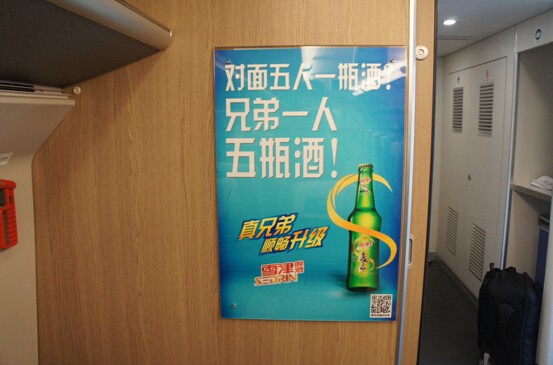 对面五人一瓶酒?
兄弟一人
五瓶酒!
真兄弟
顺畅升级
雪津啤酒
SEDRIN